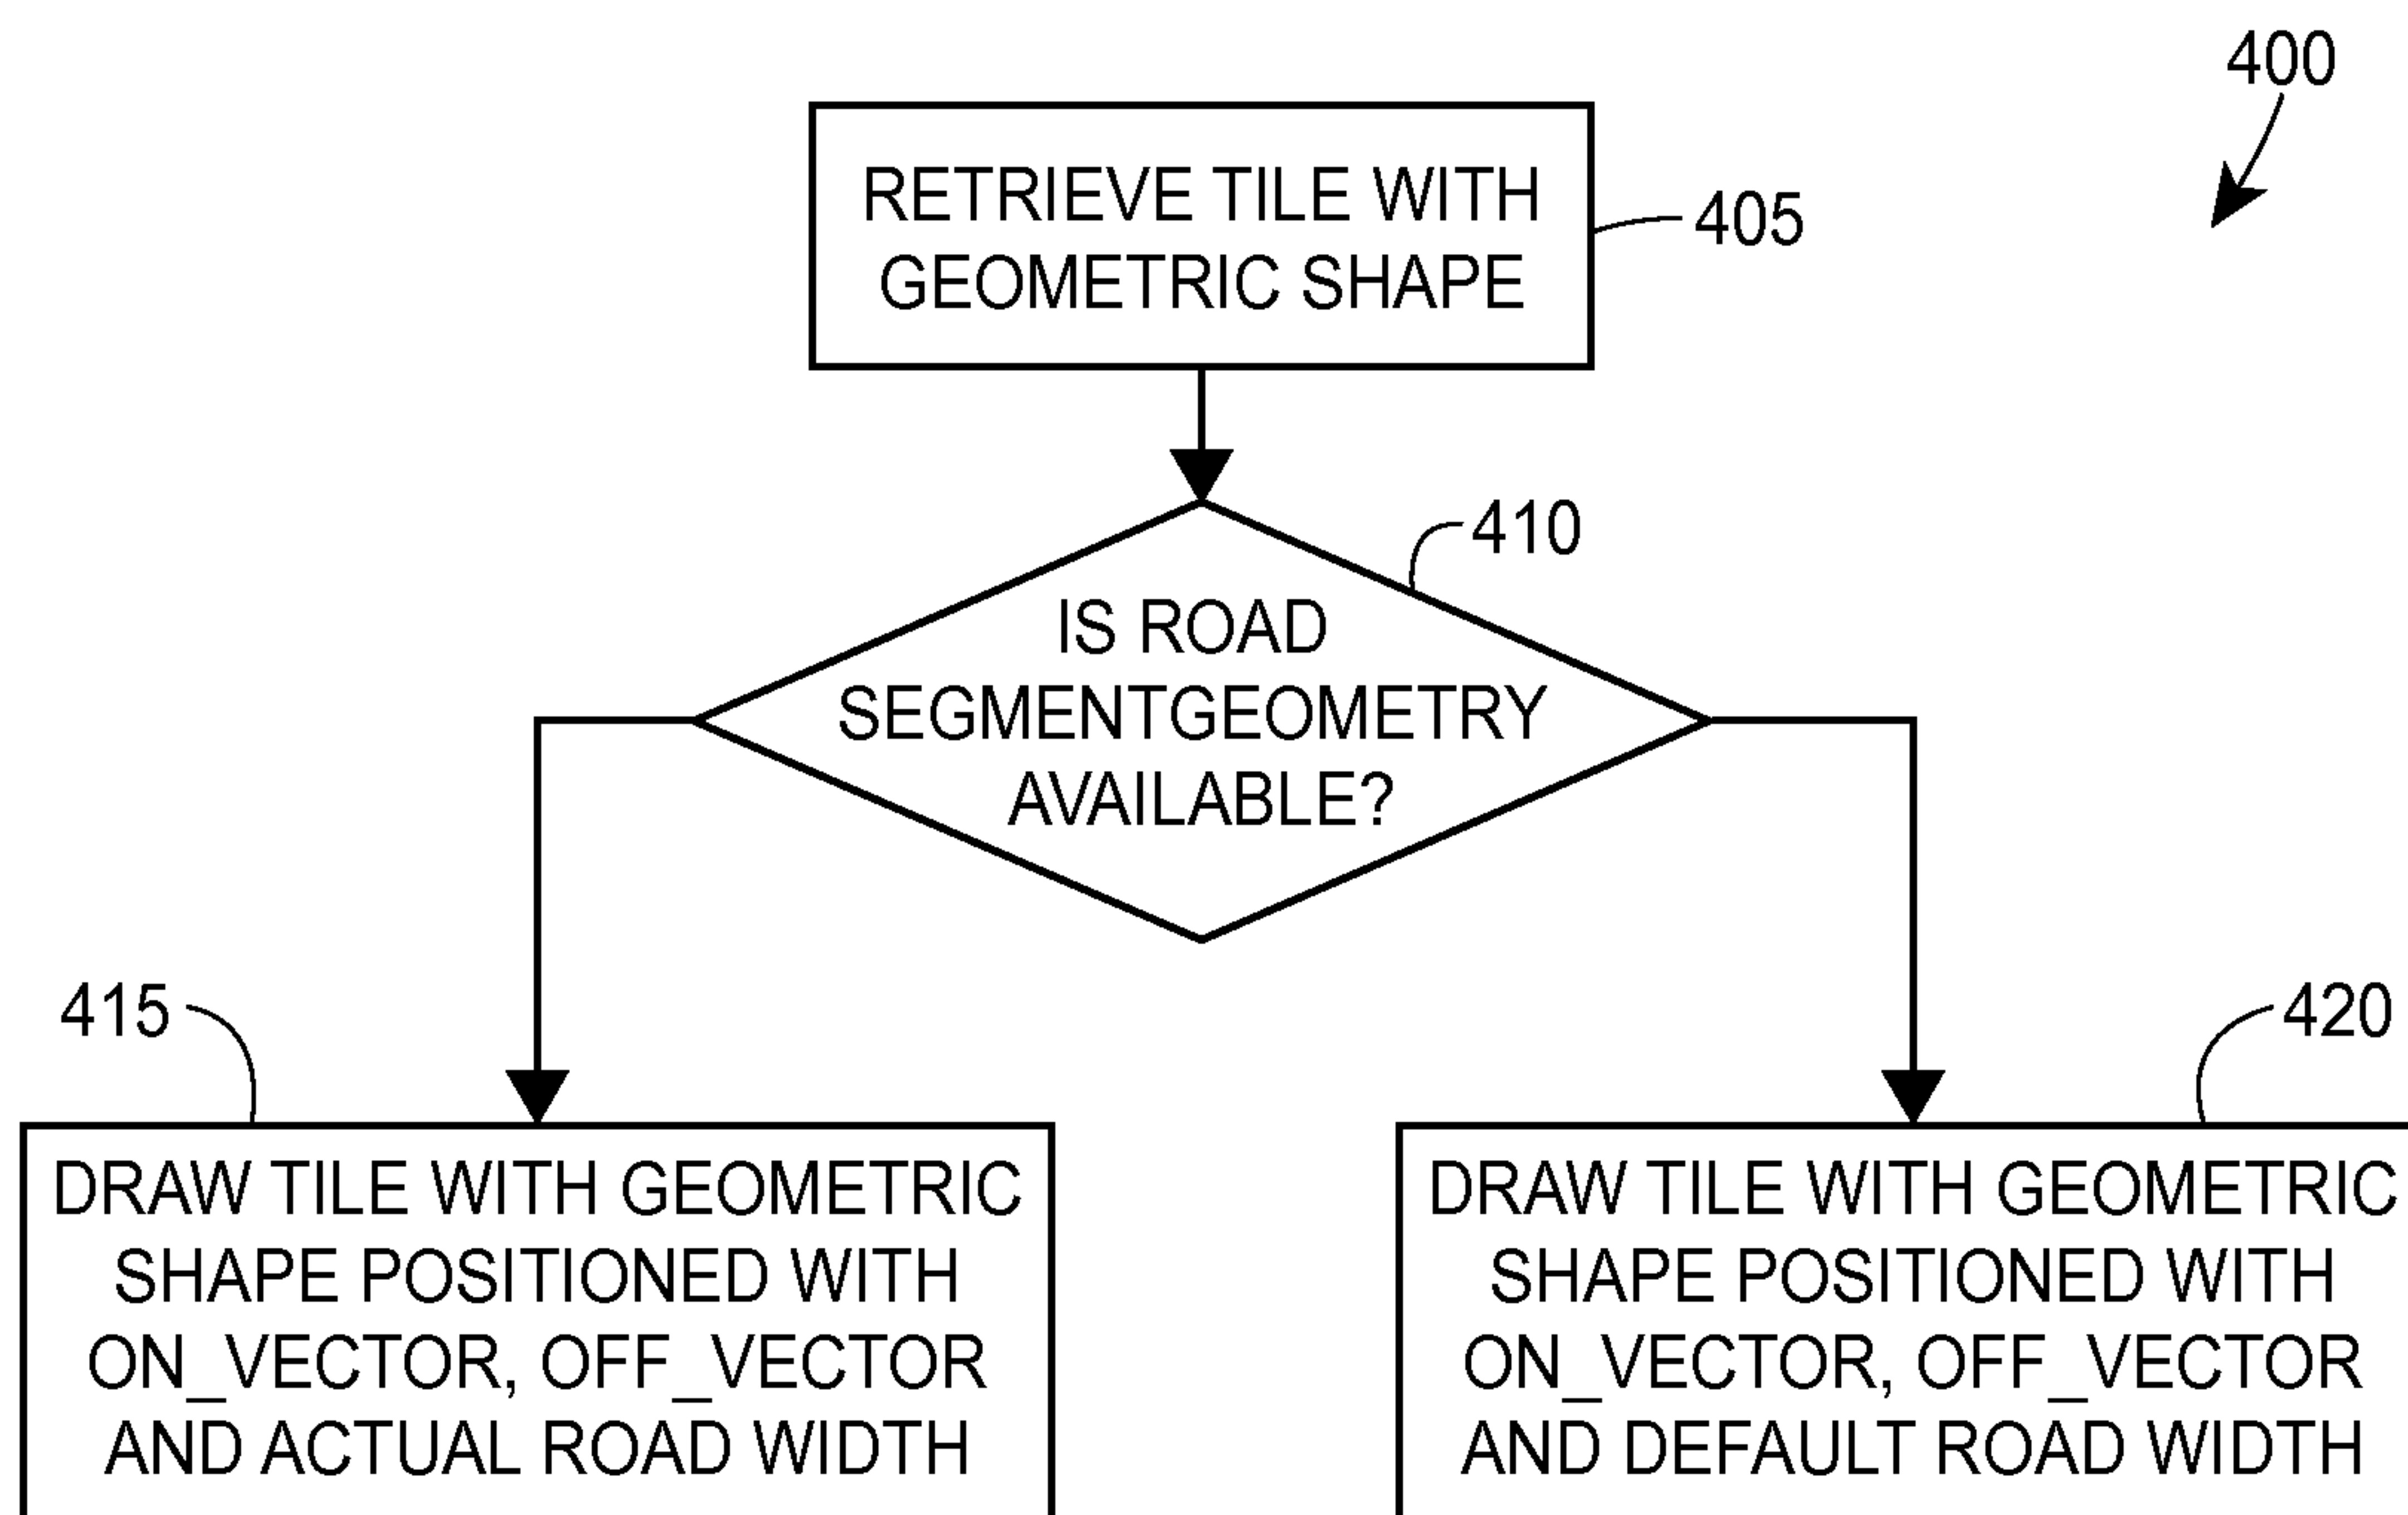 400
RETRIEVE TILE WITH
GEOMETRIC SHAPE
405
410
IS ROAD
SEGMENTGEOMETRY
AVAILABLE?
415
DRAW TILE WITH GEOMETRIC
SHAPE POSITIONED WITH
ON_VECTOR, OFF_VECTOR
AND ACTUAL ROAD WIDTH
420
DRAW TILE WITH GEOMETRIC
SHAPE POSITIONED WITH
ON_VECTOR, OFF_VECTOR
AND DEFAULT ROAD WIDTH